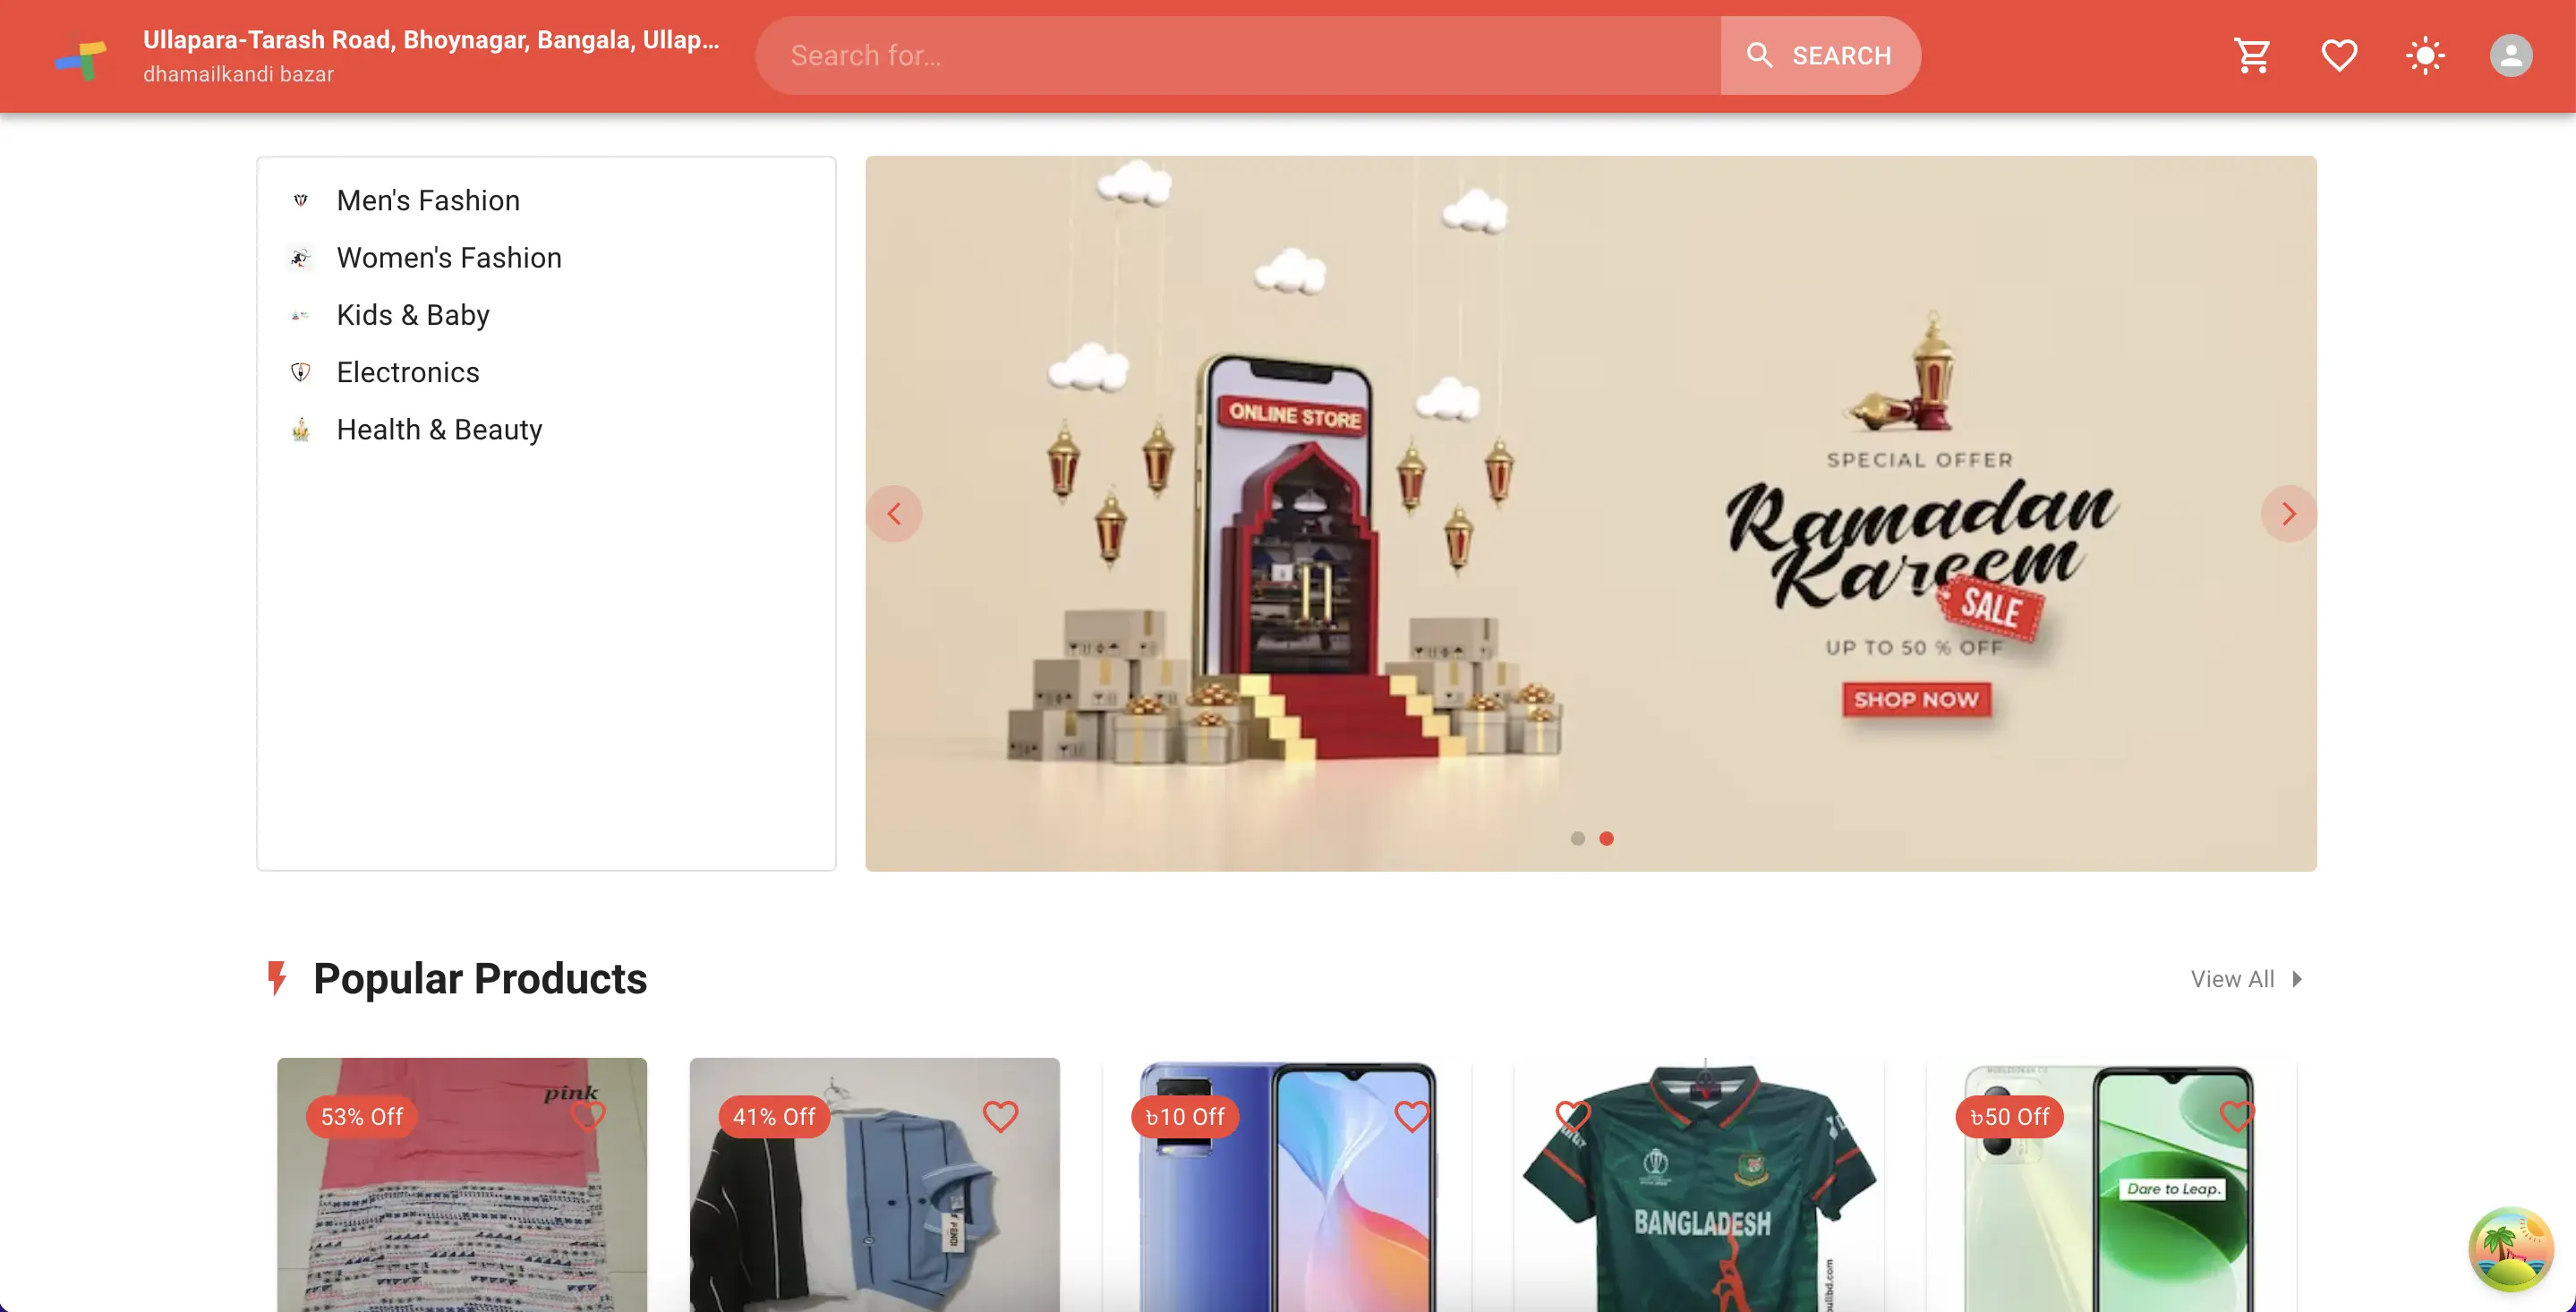 Ullapara-Tarash Road, Bhoynagar, Bangala, Ullap...
dhamailkandi bazar
Search for...
SEARCH
Men's Fashion
Women's Fashion
Kids & Baby
Electronics
Health & Beauty
ONLINE STORE
SPECIAL OFFER
Ramadan
Kareem
SALE
UP TO 50 % OFF
SHOP NOW
Popular Products
View All
pink
53% Off
41% Off
৳10 Off
৳50 Off
BANGLADESH
Dare to Leap.